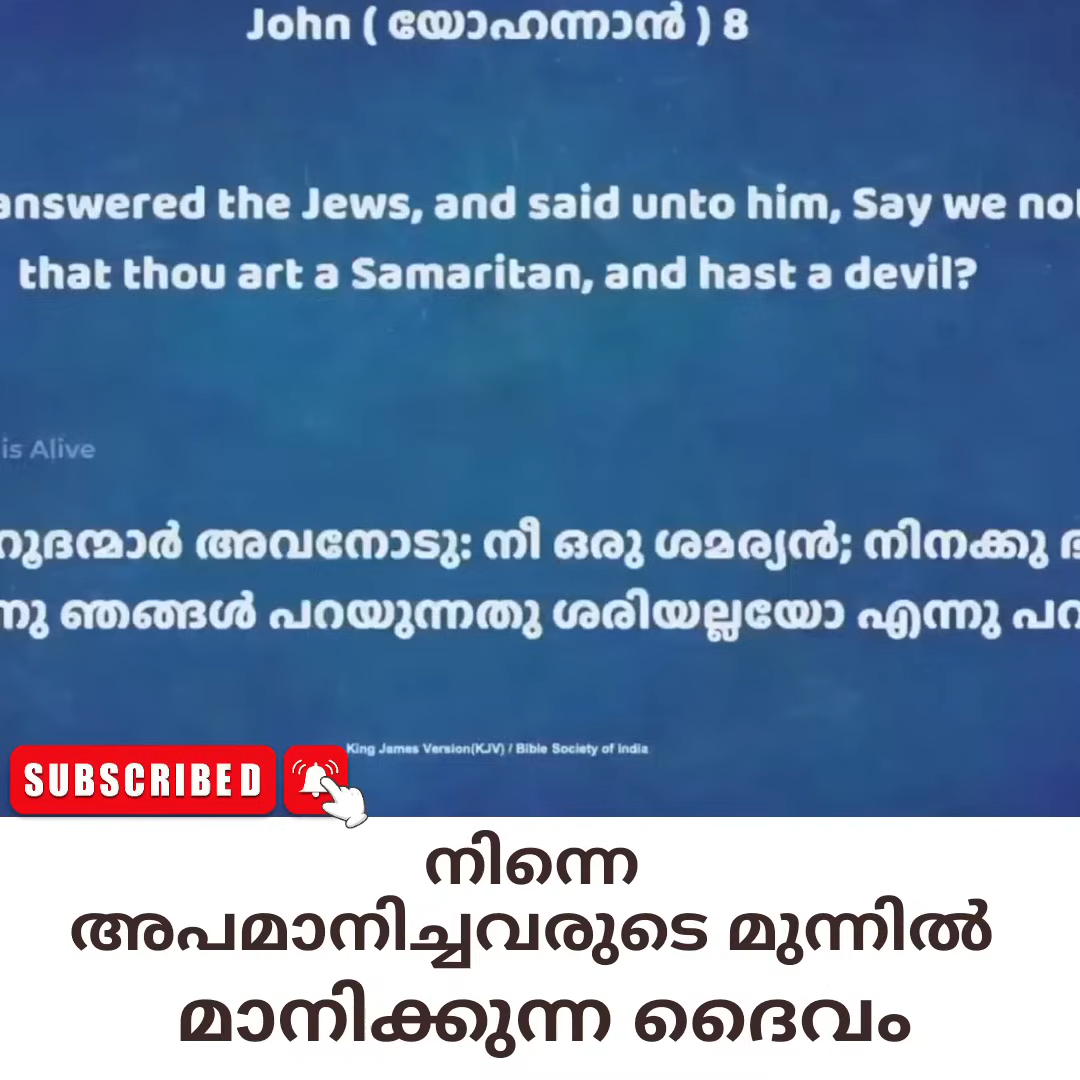 John ( യോഹന്നാൻ ) 8
answered the Jews, and said unto him, Say we not
that thou art a Samaritan, and hast a devil?
is Alive
അവനോടു: നീ ഒരു ശമര്യൻ; നിനക്കു
ഞങ്ങൾ പറയുന്നതു ശരിയല്ലയോ എന്നു
King James Version(KJV) / Bible Society of India
SUBSCRIBED
നിന്നെ
അപമാനിച്ചവരുടെ മുന്നിൽ
മാനിക്കുന്ന ദൈവം